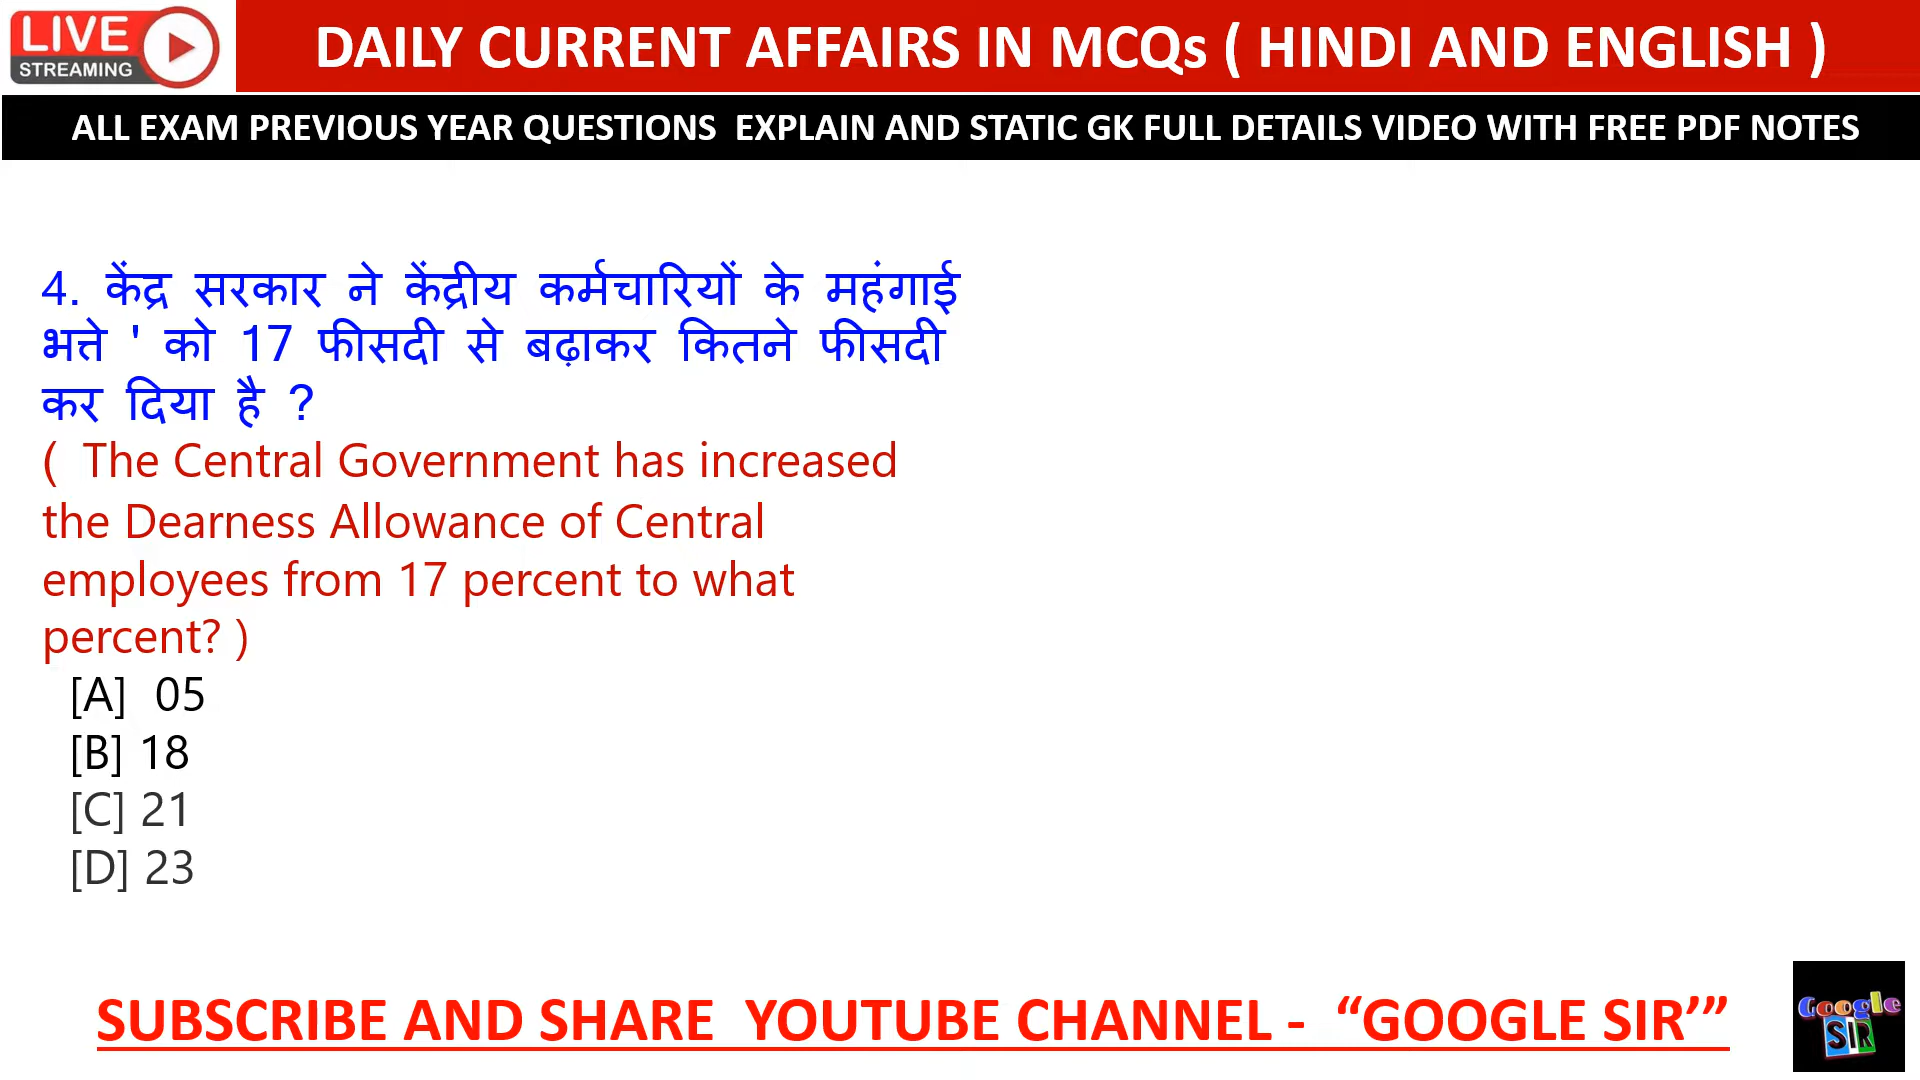 LIVE
STREAMING
DAILY CURRENT AFFAIRS IN MCQs ( HINDI AND ENGLISH )
ALL EXAM PREVIOUS YEAR QUESTIONS EXPLAIN AND STATIC GK FULL DETAILS VIDEO WITH FREE PDF NOTES
4. केंद्र सरकार ने केंद्रीय कर्मचारियों के महंगाई
भत्ते ' को 17 फीसदी से बढ़ाकर कितने फीसदी
कर दिया है ?
( The Central Government has increased
the Dearness Allowance of Central
employees from 17 percent to what
percent? )
[A] 05
[B] 18
[C] 21
[D] 23
SUBSCRIBE AND SHARE YOUTUBE CHANNEL - “GOOGLE SIR’”
Google
SIR